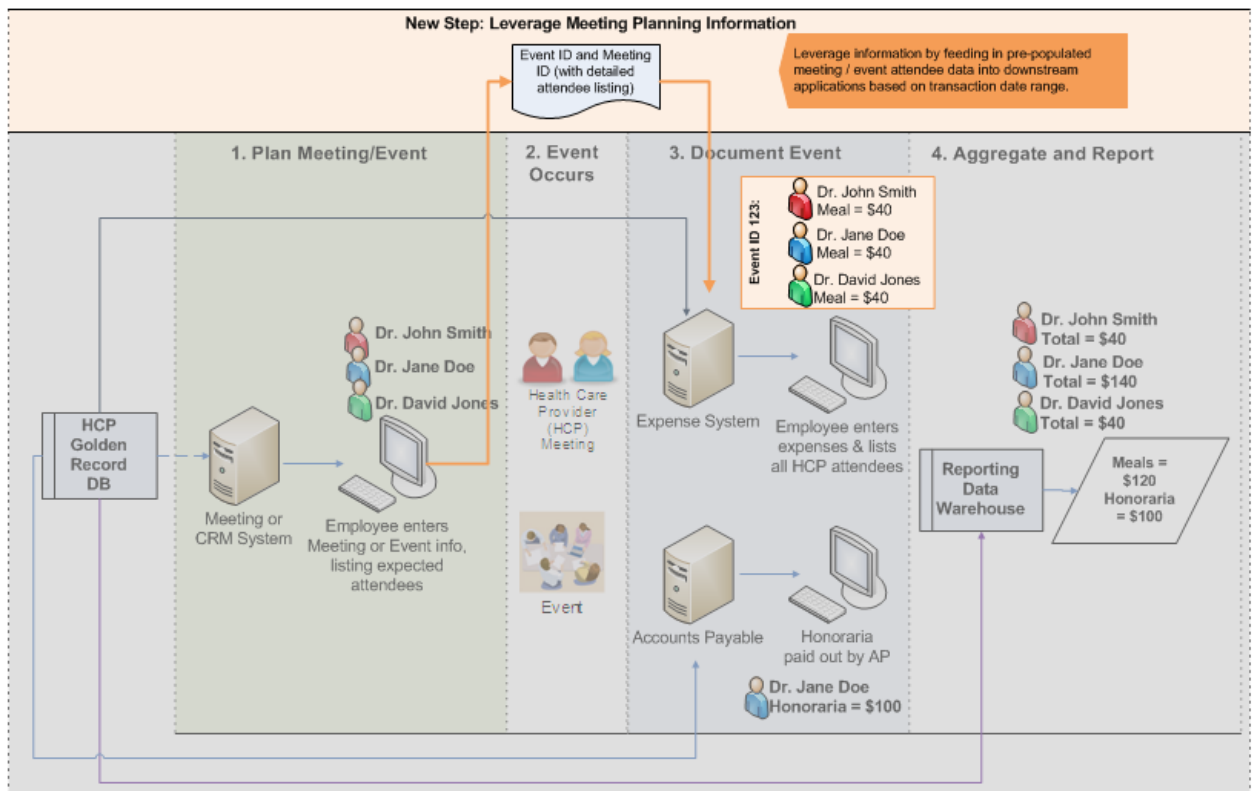 New Step: Leverage Meeting Planning Information
Event ID and Meeting
ID (with detailed
attendee listing)
Leverage information by feeding in pre-populated
meeting / event attendee data into downstream
applications based on transaction date range.
1. Plan Meeting/Event
2. Event
Occurs
3. Document Event
4. Aggregate and Report
Event ID 123:
Dr. John Smith
Meal = $40
Dr. Jane Doe
Meal = $40
Dr. David Jones
Meal = $40
Dr. John Smith
Dr. Jane Doe
Dr. David Jones
HCP
Golden
Record
DB
Meeting or
CRM System
Employee enters
Meeting or Event info,
listing expected
attendees
Health Care
Provider
(HCP)
Meeting
Event
Expense System
Employee enters
expenses & lists
all HCP attendees
Accounts Payable
Honoraria
paid out by AP
Dr. Jane Doe
Honoraria = $100
Dr. John Smith
Total = $40
Dr. Jane Doe
Total = $140
Dr. David Jones
Total = $40
Reporting
Data
Warehouse
Meals =
$120
Honoraria
= $100